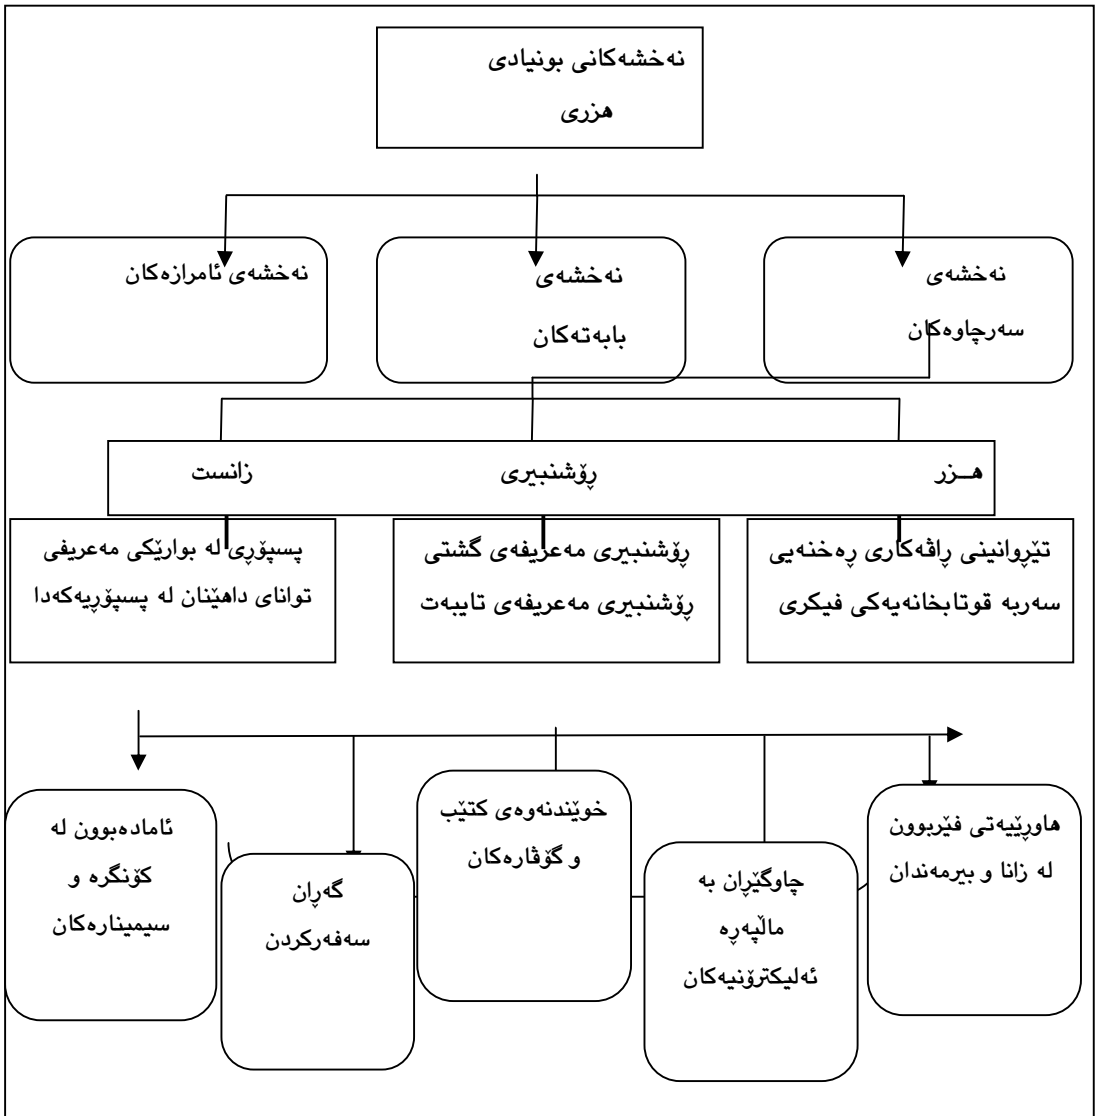 نەخشەکانی بونیادی
هزری
نەخشەی
سەرچاوەکان
نەخشەی
بابەتەکان
نەخشەی ئامرازەکان
هــزر
ڕۆشنبیری
زانست
تێڕوانینی ڕاڤەکاری ڕەخنەیی
سەربە قوتابخانەیەکی فیکری
ڕۆشنبیری مەعریفەی گشتی
ڕۆشنبیری مەعریفەی تایبەت
پسپۆڕی لە بوارێکی مەعریفی
توانای داهێنان لە پسپۆڕیەکەدا
هاوڕێیەتی فێربوون
لە زانا و بیرمەندان
چاوگێڕان بە
ماڵپەڕە
ئەلیکترۆنیەکان
خوێندنەوەی کتێب
و گۆڤارەکان
گەڕان
سەفەرکردن
ئامادەبوون لە
کۆنگرە و
سیمینارەکان